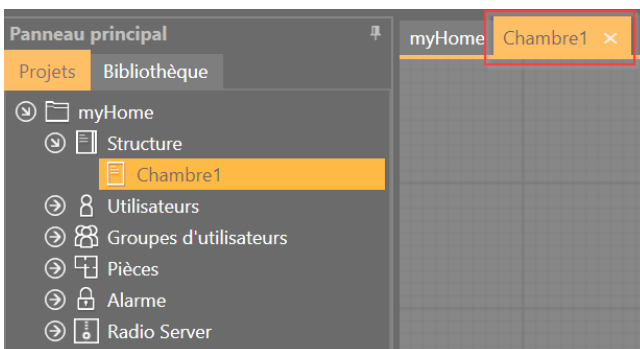 Panneau principal
myHome Chambre1 ×
Projets Bibliothèque
myHome
Structure
Chambre1
Utilisateurs
Groupes d'utilisateurs
Pièces
Alarme
Radio Server